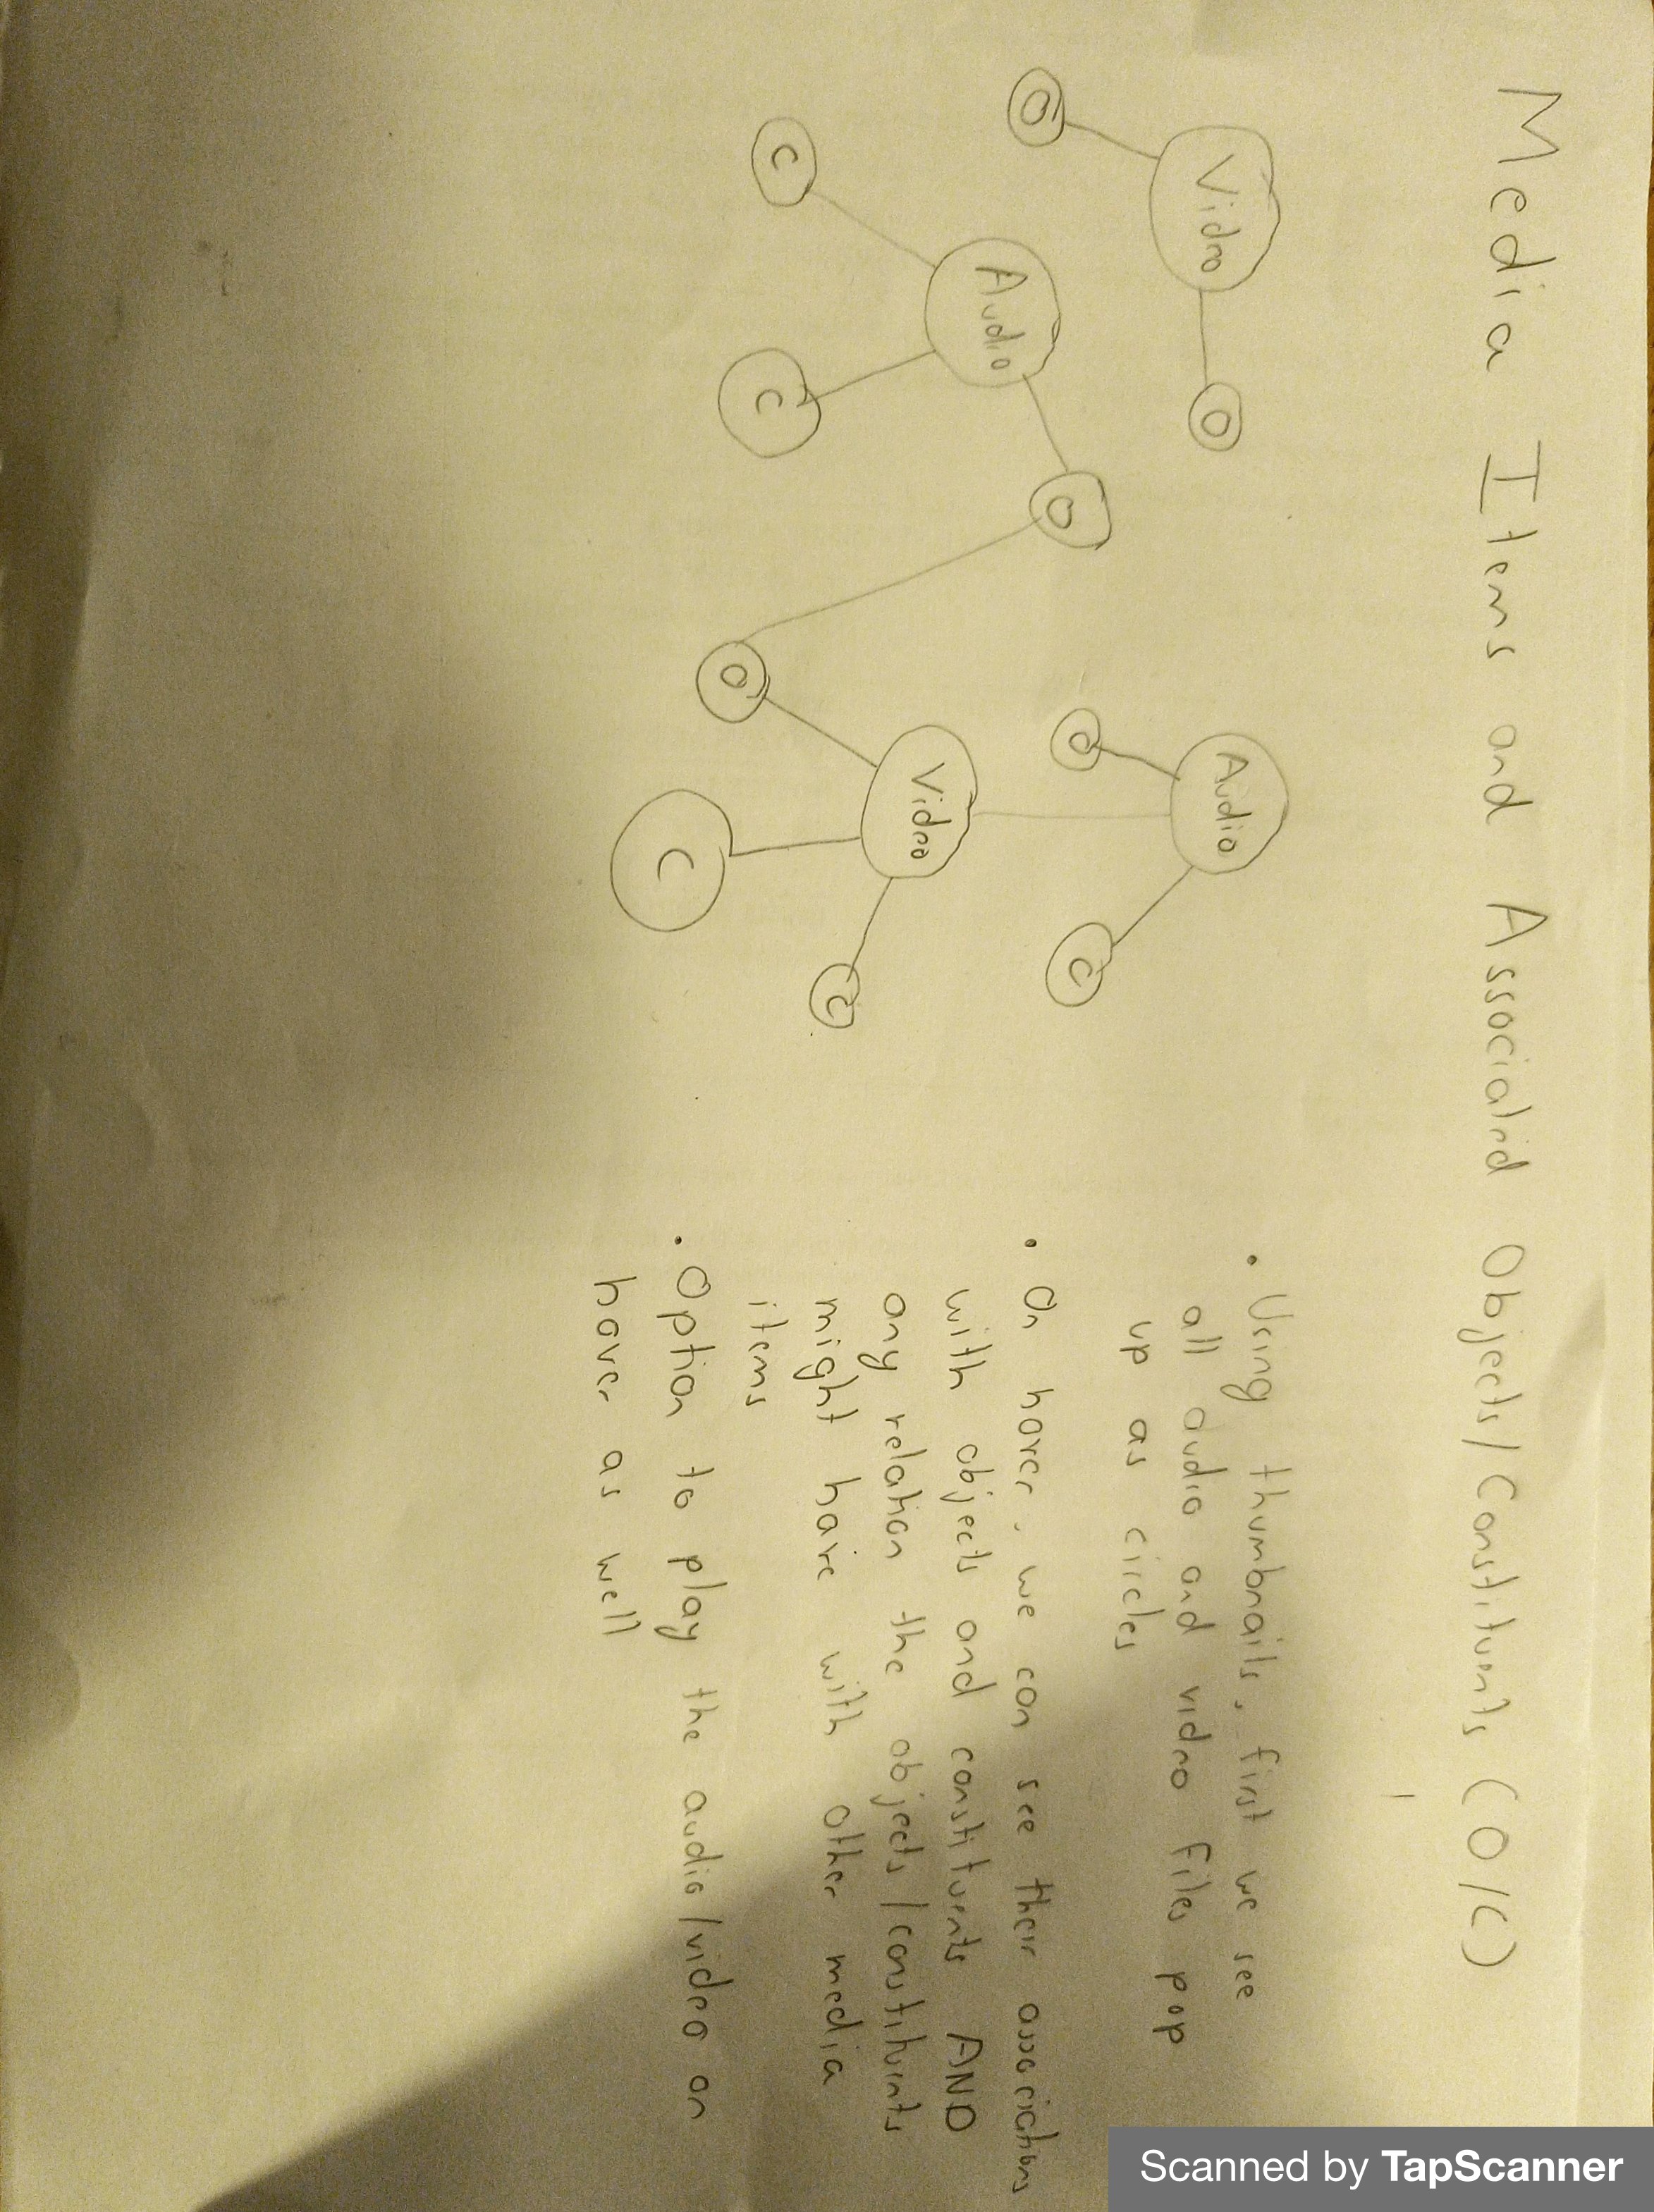 Media Items and Associated Objects/Constituents (O/C)
Video
O
O
Audio
O
C
C
Audio
O
C
Video
O
C
C
• Using thumbnails, first we see
all audio and video files pop
up as circles
• On hover, we can see their associations
with objects and constituents AND
any relation the objects/constituents
might have with other media
items
• Option to play the audio/video on
hover as well
Scanned by TapScanner